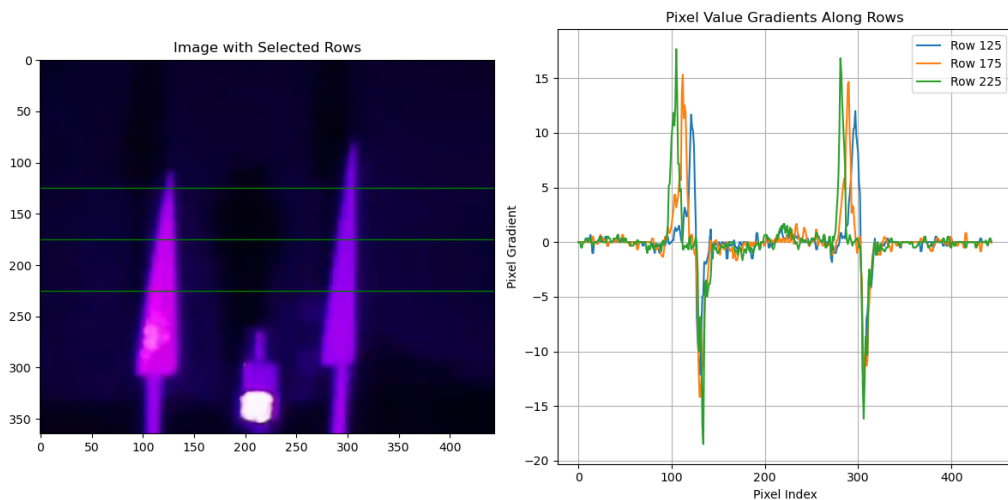 Image with Selected Rows
0
50
100
150
200
250
300
350
0 50 100 150 200 250 300 350 400
Pixel Value Gradients Along Rows
Row 125
Row 175
Row 225
Pixel Gradient
15
10
5
0
−5
−10
−15
−20
0 100 200 300 400
Pixel Index